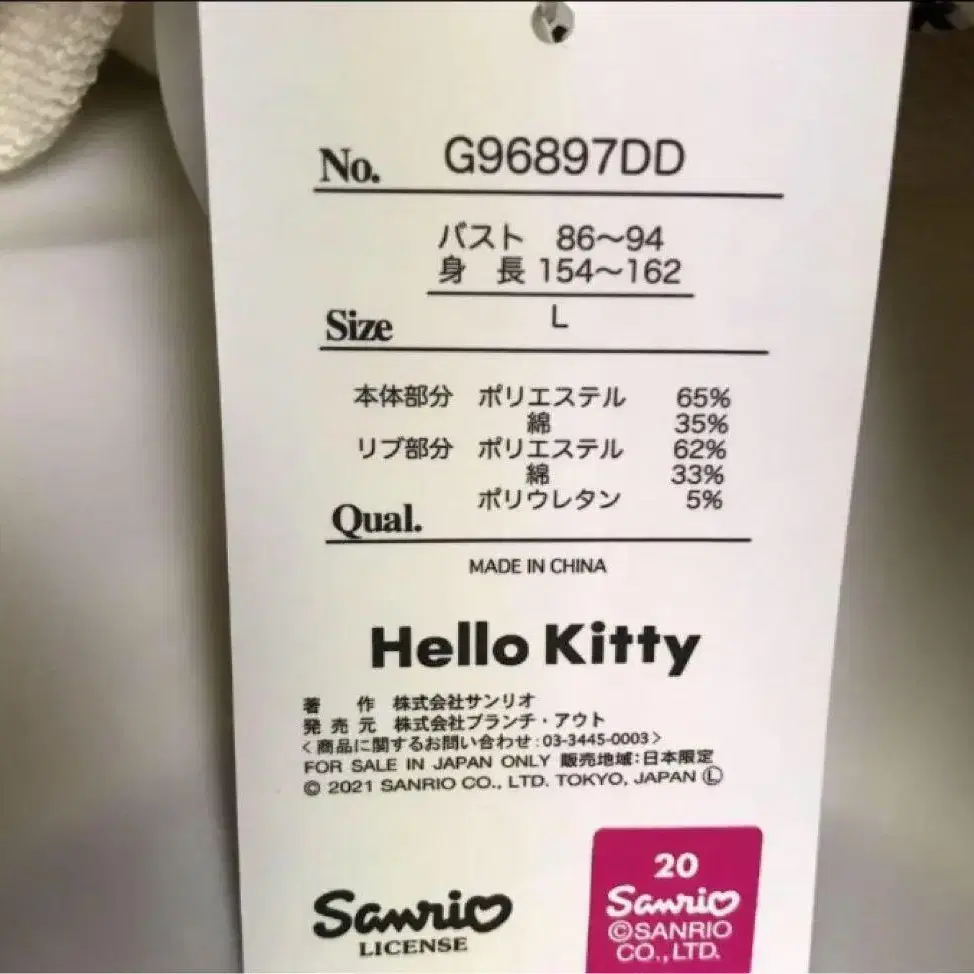 No. G96897DD
バスト 86～94
身 長 154～162
Size L
本体部分 ポリエステル 65%
綿 35%
リブ部分 ポリエステル 62%
綿 33%
ポリウレタン 5%
Qual.
MADE IN CHINA
Hello Kitty
著 作 株式会社サンリオ
発 売 元 株式会社ブランチ・アウト
＜商品に関するお問い合わせ：03-3445-0003＞
FOR SALE IN JAPAN ONLY 販売地域：日本限定
© 2021 SANRIO CO., LTD. TOKYO, JAPAN Ⓛ
Sanrio
LICENSE
20
Sanrio
©SANRIO
CO., LTD.